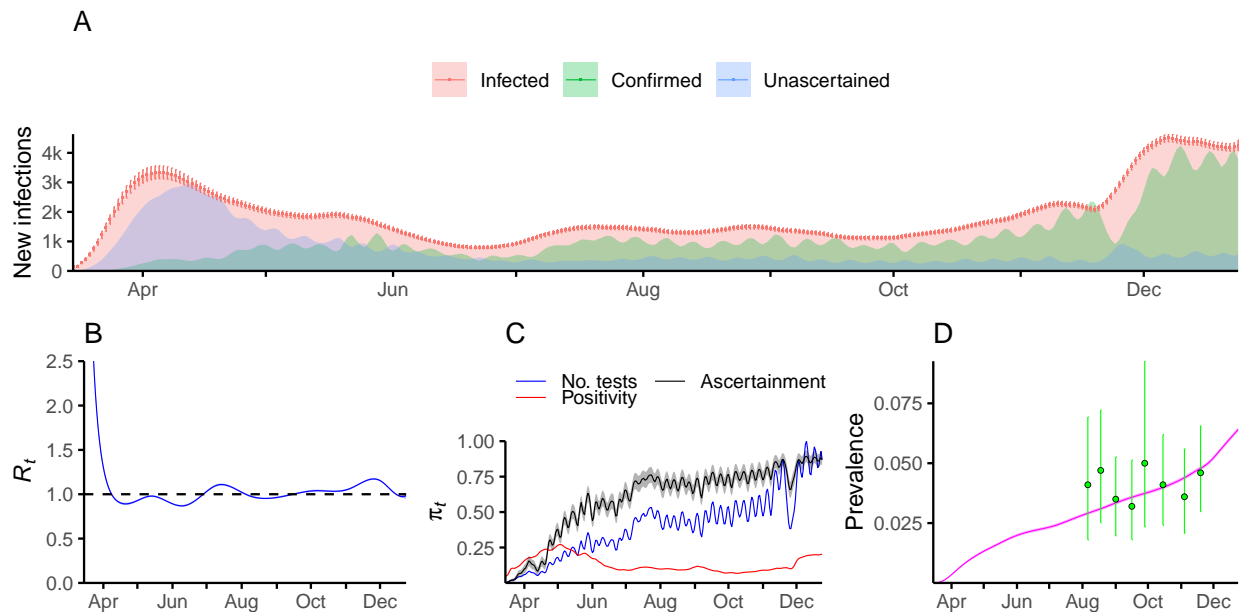 A
Infected Confirmed Unascertained
New infections
4k
3k
2k
1k
0
Apr Jun Aug Oct Dec
B
R_t
2.5
2.0
1.5
1.0
0.5
0.0
Apr Jun Aug Oct Dec
C
No. tests Ascertainment
Positivity
π_t
1.00
0.75
0.50
0.25
Apr Jun Aug Oct Dec
D
Prevalence
0.075
0.050
0.025
Apr Jun Aug Oct Dec